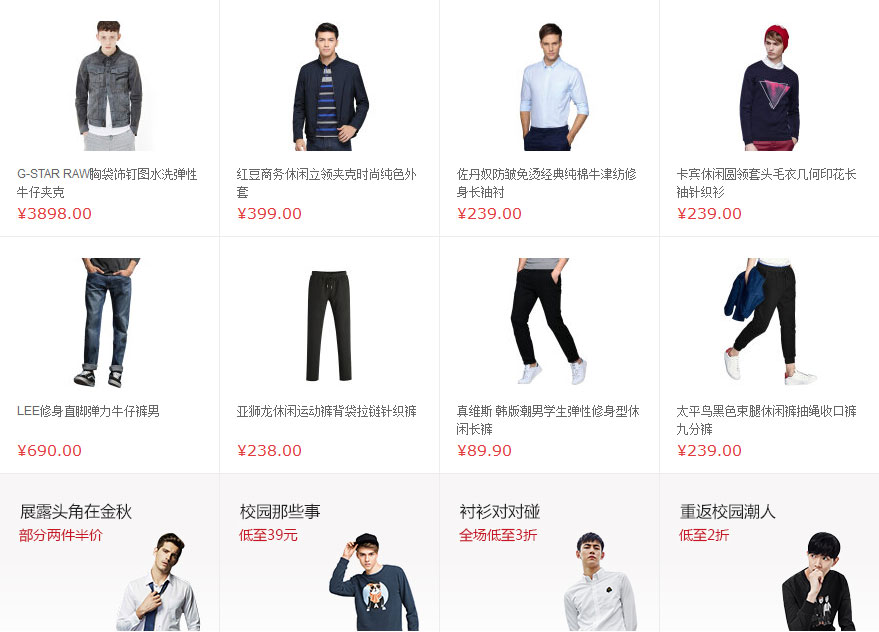 G-STAR RAW胸袋饰钉图水洗弹性
牛仔夹克
¥3898.00
红豆商务休闲立领夹克时尚纯色外
套
¥399.00
佐丹奴防皱免烫经典纯棉牛津纺修
身长袖衬
¥239.00
卡宾休闲圆领套头毛衣几何印花长
袖针织衫
¥239.00
LEE修身直脚弹力牛仔裤男
¥690.00
亚狮龙休闲运动裤背袋拉链针织裤
¥238.00
真维斯 韩版潮男学生弹性修身型休
闲长裤
¥89.90
太平鸟黑色束腿休闲裤抽绳收口裤
九分裤
¥239.00
展露头角在金秋
部分两件半价
校园那些事
低至39元
衬衫对对碰
全场低至3折
重返校园潮人
低至2折